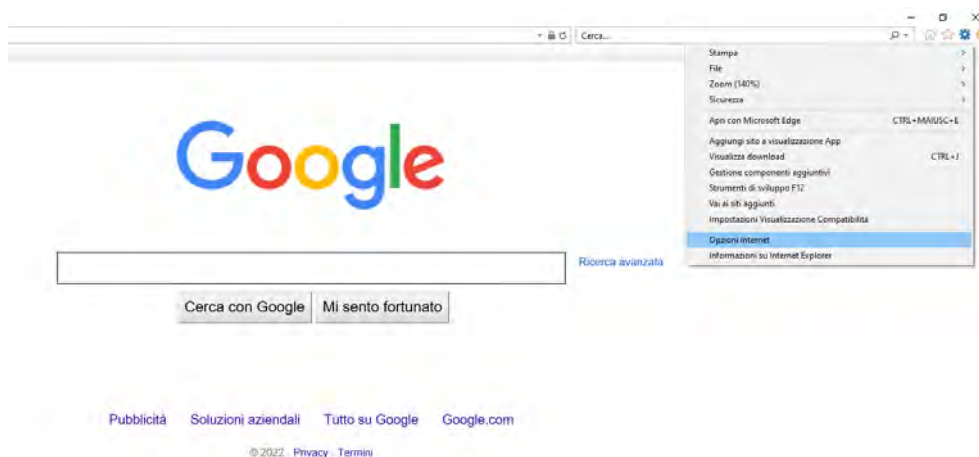 Cerca...
Stampa
File
Zoom (140%)
Sicurezza
Apri con Microsoft Edge CTRL+MAIUSC+E
Aggiungi sito a visualizzazione App
Visualizza download CTRL+J
Gestione componenti aggiuntivi
Strumenti di sviluppo F12
Vai ai siti aggiunti
Impostazioni Visualizzazione Compatibilità
Opzioni Internet
Informazioni su Internet Explorer
Google
Ricerca avanzata
Cerca con Google Mi sento fortunato
Pubblicità Soluzioni aziendali Tutto su Google Google.com
© 2022 - Privacy - Termini